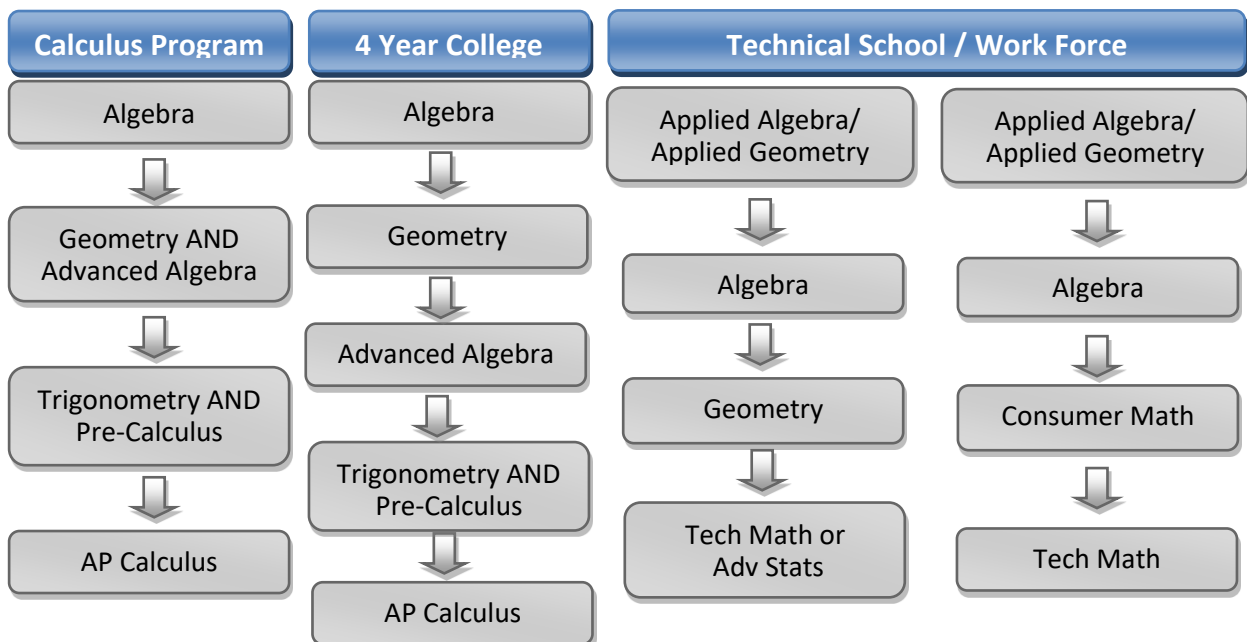 Calculus Program
Algebra
Geometry AND
Advanced Algebra
Trigonometry AND
Pre-Calculus
AP Calculus
4 Year College
Algebra
Geometry
Advanced Algebra
Trigonometry AND
Pre-Calculus
AP Calculus
Technical School / Work Force
Applied Algebra/
Applied Geometry
Algebra
Geometry
Tech Math or
Adv Stats
Applied Algebra/
Applied Geometry
Algebra
Consumer Math
Tech Math